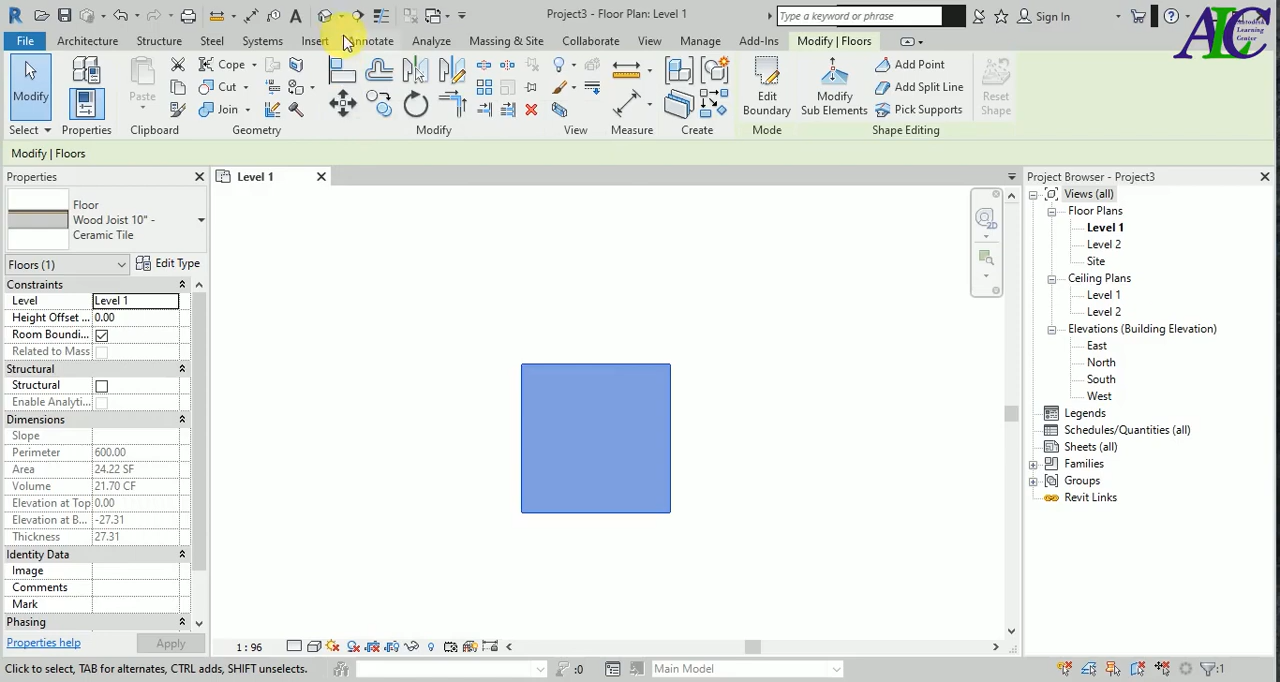 Project3 - Floor Plan: Level 1
Type a keyword or phrase
Sign In
Autodesk
Learning
Center
ALC
File
Architecture
Structure
Steel
Systems
Insert
Annotate
Analyze
Massing & Site
Collaborate
View
Manage
Add-Ins
Modify | Floors
Modify
Paste
Cope
Cut
Join
Edit
Boundary
Modify
Sub Elements
Add Point
Add Split Line
Pick Supports
Reset
Shape
Select
Properties
Clipboard
Geometry
Modify
View
Measure
Create
Mode
Shape Editing
Modify | Floors
Properties
Floor
Wood Joist 10" -
Ceramic Tile
Floors (1)
Edit Type
Constraints
Level Level 1
Height Offset ... 0.00
Room Boundi...
Related to Mass
Structural
Structural
Enable Analyti...
Dimensions
Slope
Perimeter 600.00
Area 24.22 SF
Volume 21.70 CF
Elevation at Top 0.00
Elevation at B... -27.31
Thickness 27.31
Identity Data
Image
Comments
Mark
Phasing
Properties help
Apply
Level 1
2D
1 : 96
Project Browser - Project3
Views (all)
Floor Plans
Level 1
Level 2
Site
Ceiling Plans
Level 1
Level 2
Elevations (Building Elevation)
East
North
South
West
Legends
Schedules/Quantities (all)
Sheets (all)
Families
Groups
Revit Links
Click to select, TAB for alternates, CTRL adds, SHIFT unselects.
:0
Main Model
:1